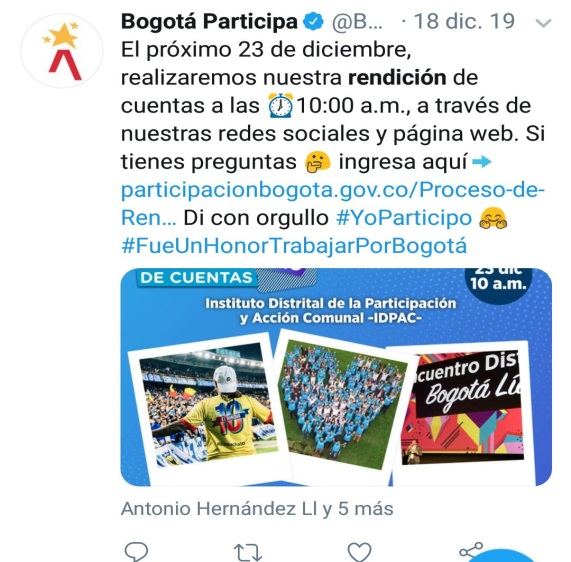 Bogotá Participa @B... · 18 dic. 19
El próximo 23 de diciembre,
realizaremos nuestra rendición de
cuentas a las ⏰10:00 a.m., a través de
nuestras redes sociales y página web. Si
tienes preguntas 🤔 ingresa aquí ➡
participacionbogota.gov.co/Proceso-de-
Ren... Di con orgullo #YoParticipo 🤗
#FueUnHonorTrabajarPorBogotá
DE CUENTAS
23 dic
10 a.m.
Instituto Distrital de la Participación
y Acción Comunal -IDPAC-
10
cuentro Dis
Bogotá Lú
Antonio Hernández Ll y 5 más